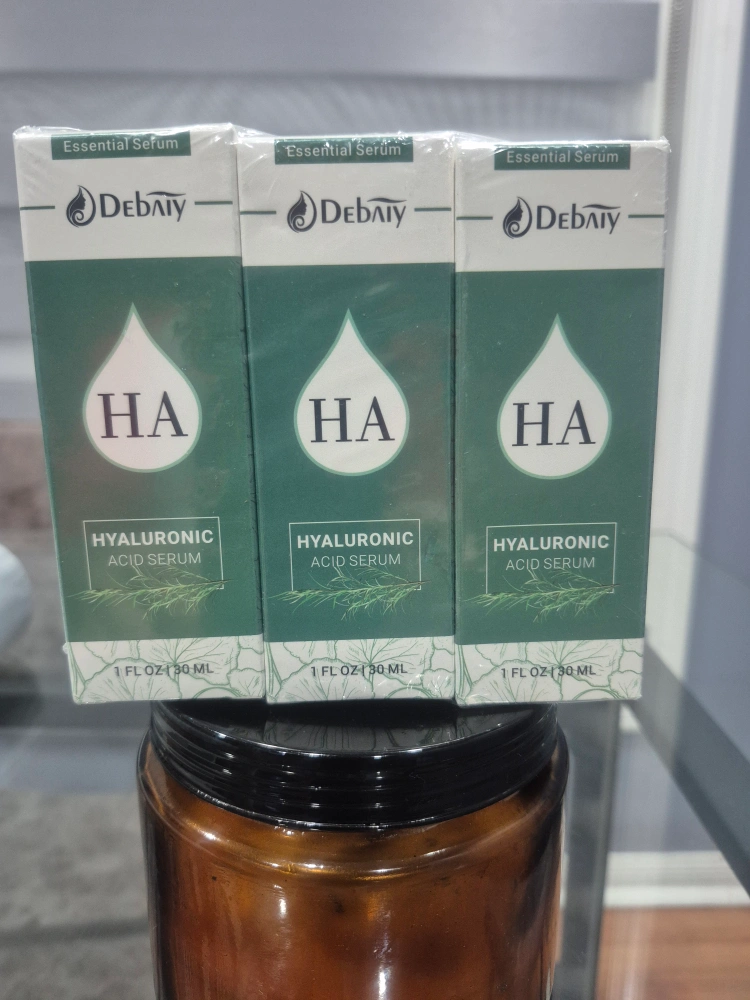 Essential Serum
DEBAIY
HA
HYALURONIC
ACID SERUM
1 FL OZ | 30 ML
Essential Serum
DEBAIY
HA
HYALURONIC
ACID SERUM
1 FL OZ | 30 ML
Essential Serum
DEBAIY
HA
HYALURONIC
ACID SERUM
1 FL OZ | 30 ML